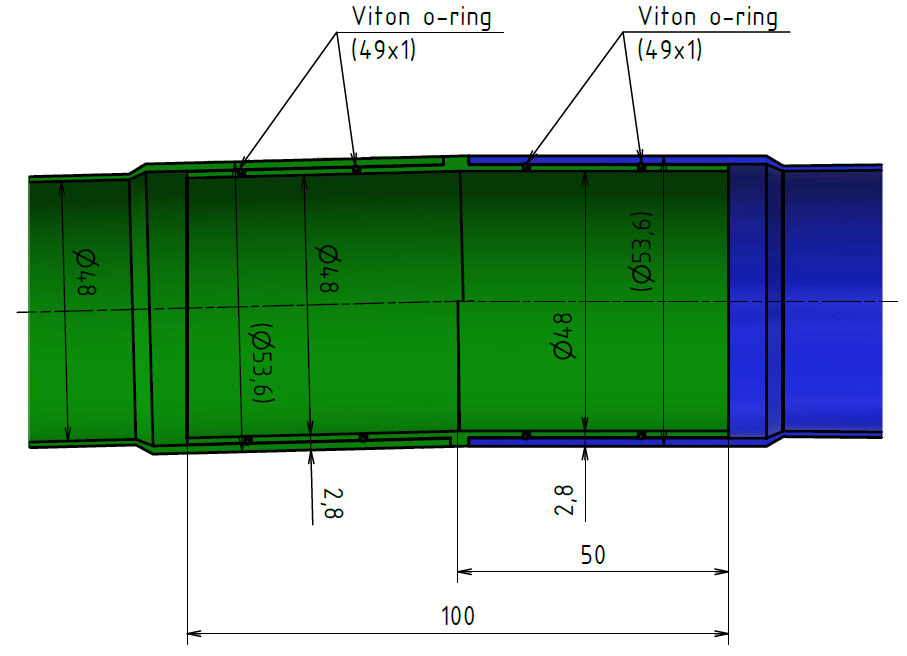 Viton o-ring
(49x1)
Viton o-ring
(49x1)
Ø48
Ø48
(Ø53,6)
(Ø53,6)
Ø48
2,8
2,8
50
100